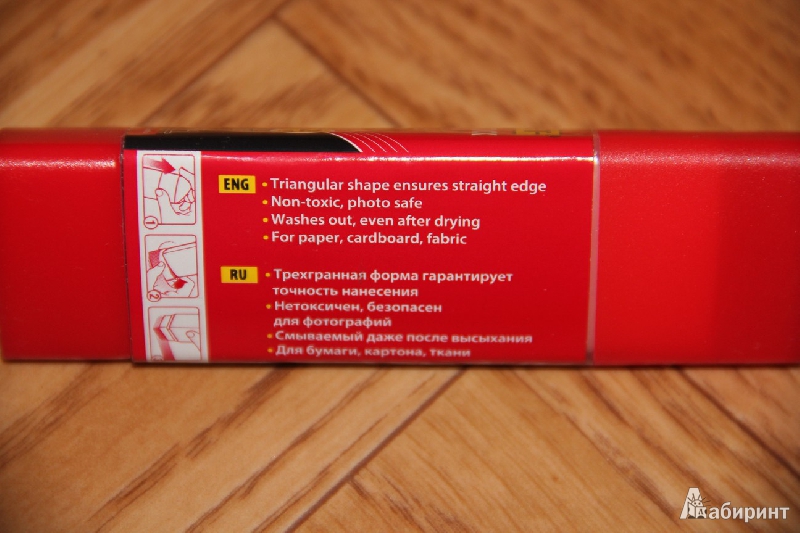 ENG • Triangular shape ensures straight edge
• Non-toxic, photo safe
• Washes out, even after drying
• For paper, cardboard, fabric
RU • Трехгранная форма гарантирует
точность нанесения
• Нетоксичен, безопасен
для фотографий
• Смываемый даже после высыхания
• Для бумаги, картона, ткани
1
2
Лабиринт